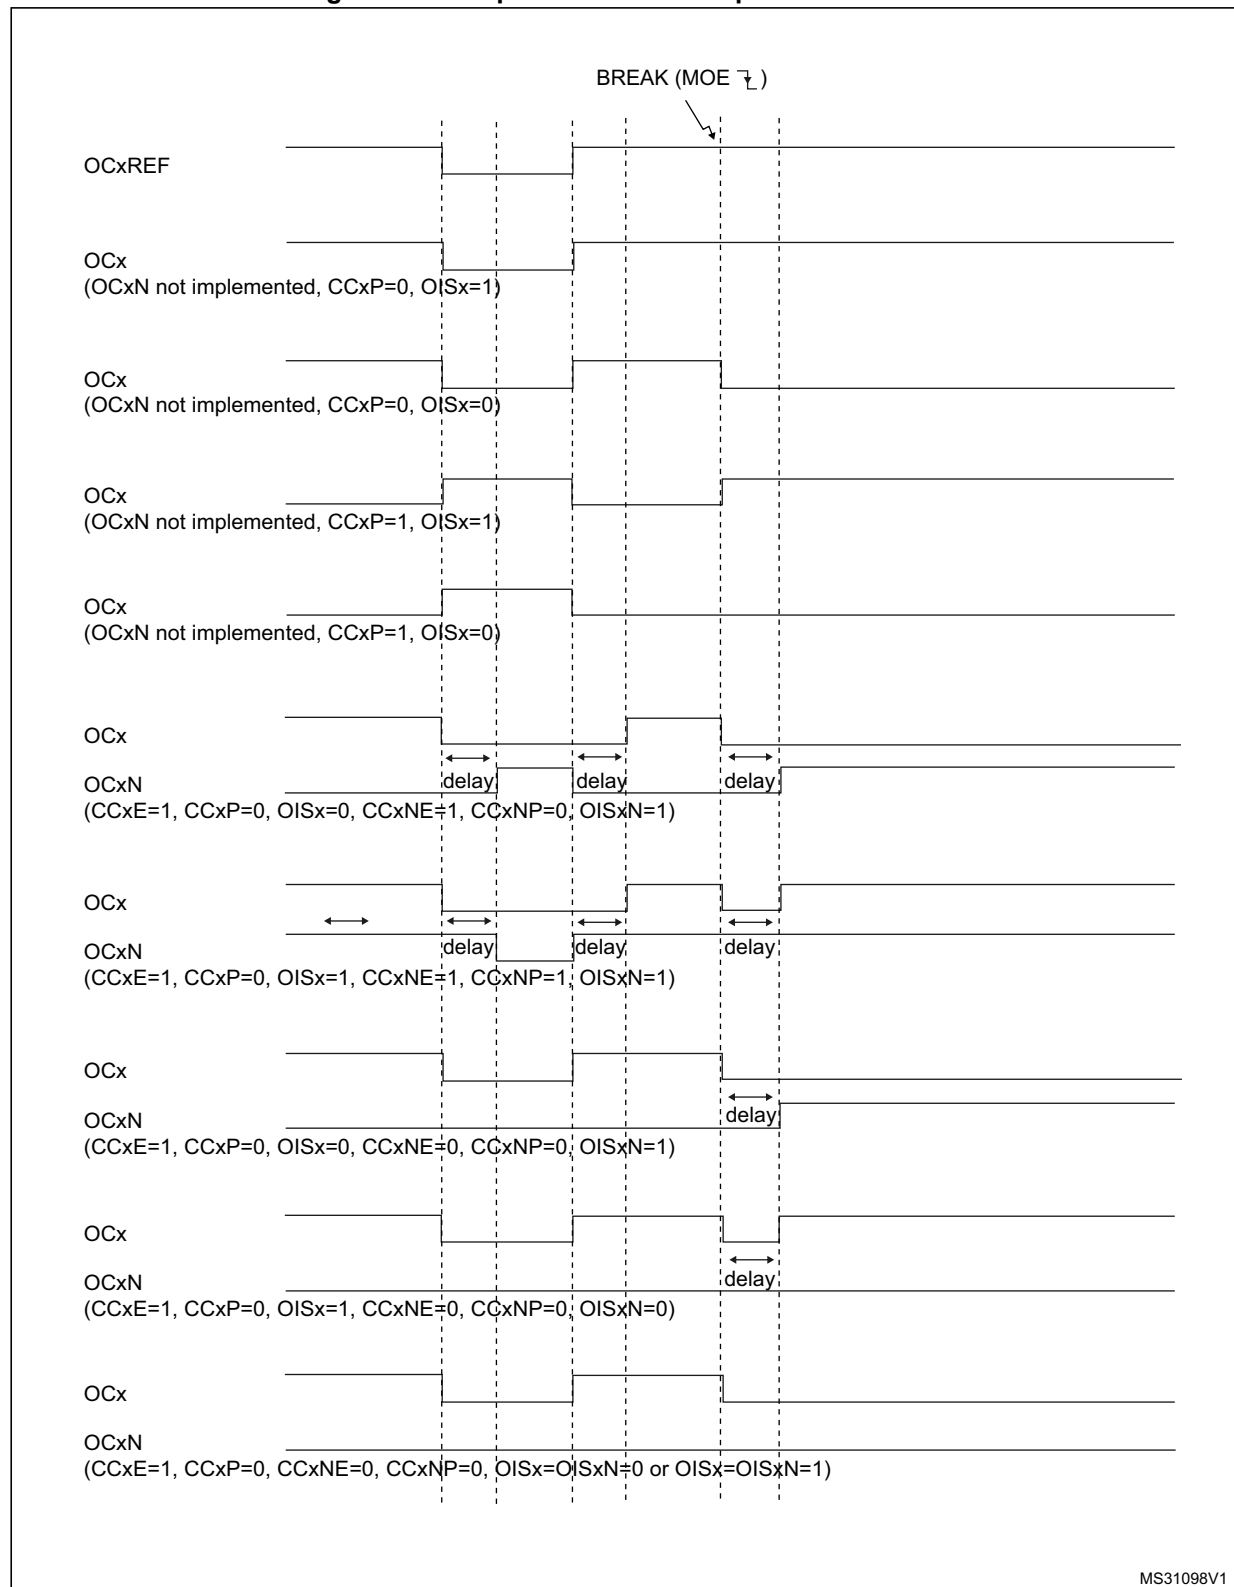 BREAK (MOE )
OCxREF
OCx
(OCxN not implemented, CCxP=0, OISx=1)
OCx
(OCxN not implemented, CCxP=0, OISx=0)
OCx
(OCxN not implemented, CCxP=1, OISx=1)
OCx
(OCxN not implemented, CCxP=1, OISx=0)
OCx
OCxN delay delay delay
(CCxE=1, CCxP=0, OISx=0, CCxNE=1, CCxNP=0, OISxN=1)
OCx
OCxN delay delay delay
(CCxE=1, CCxP=0, OISx=1, CCxNE=1, CCxNP=1, OISxN=1)
OCx
OCxN delay
(CCxE=1, CCxP=0, OISx=0, CCxNE=0, CCxNP=0, OISxN=1)
OCx
OCxN delay
(CCxE=1, CCxP=0, OISx=1, CCxNE=0, CCxNP=0, OISxN=0)
OCx
OCxN
(CCxE=1, CCxP=0, CCxNE=0, CCxNP=0, OISx=OISxN=0 or OISx=OISxN=1)
MS31098V1